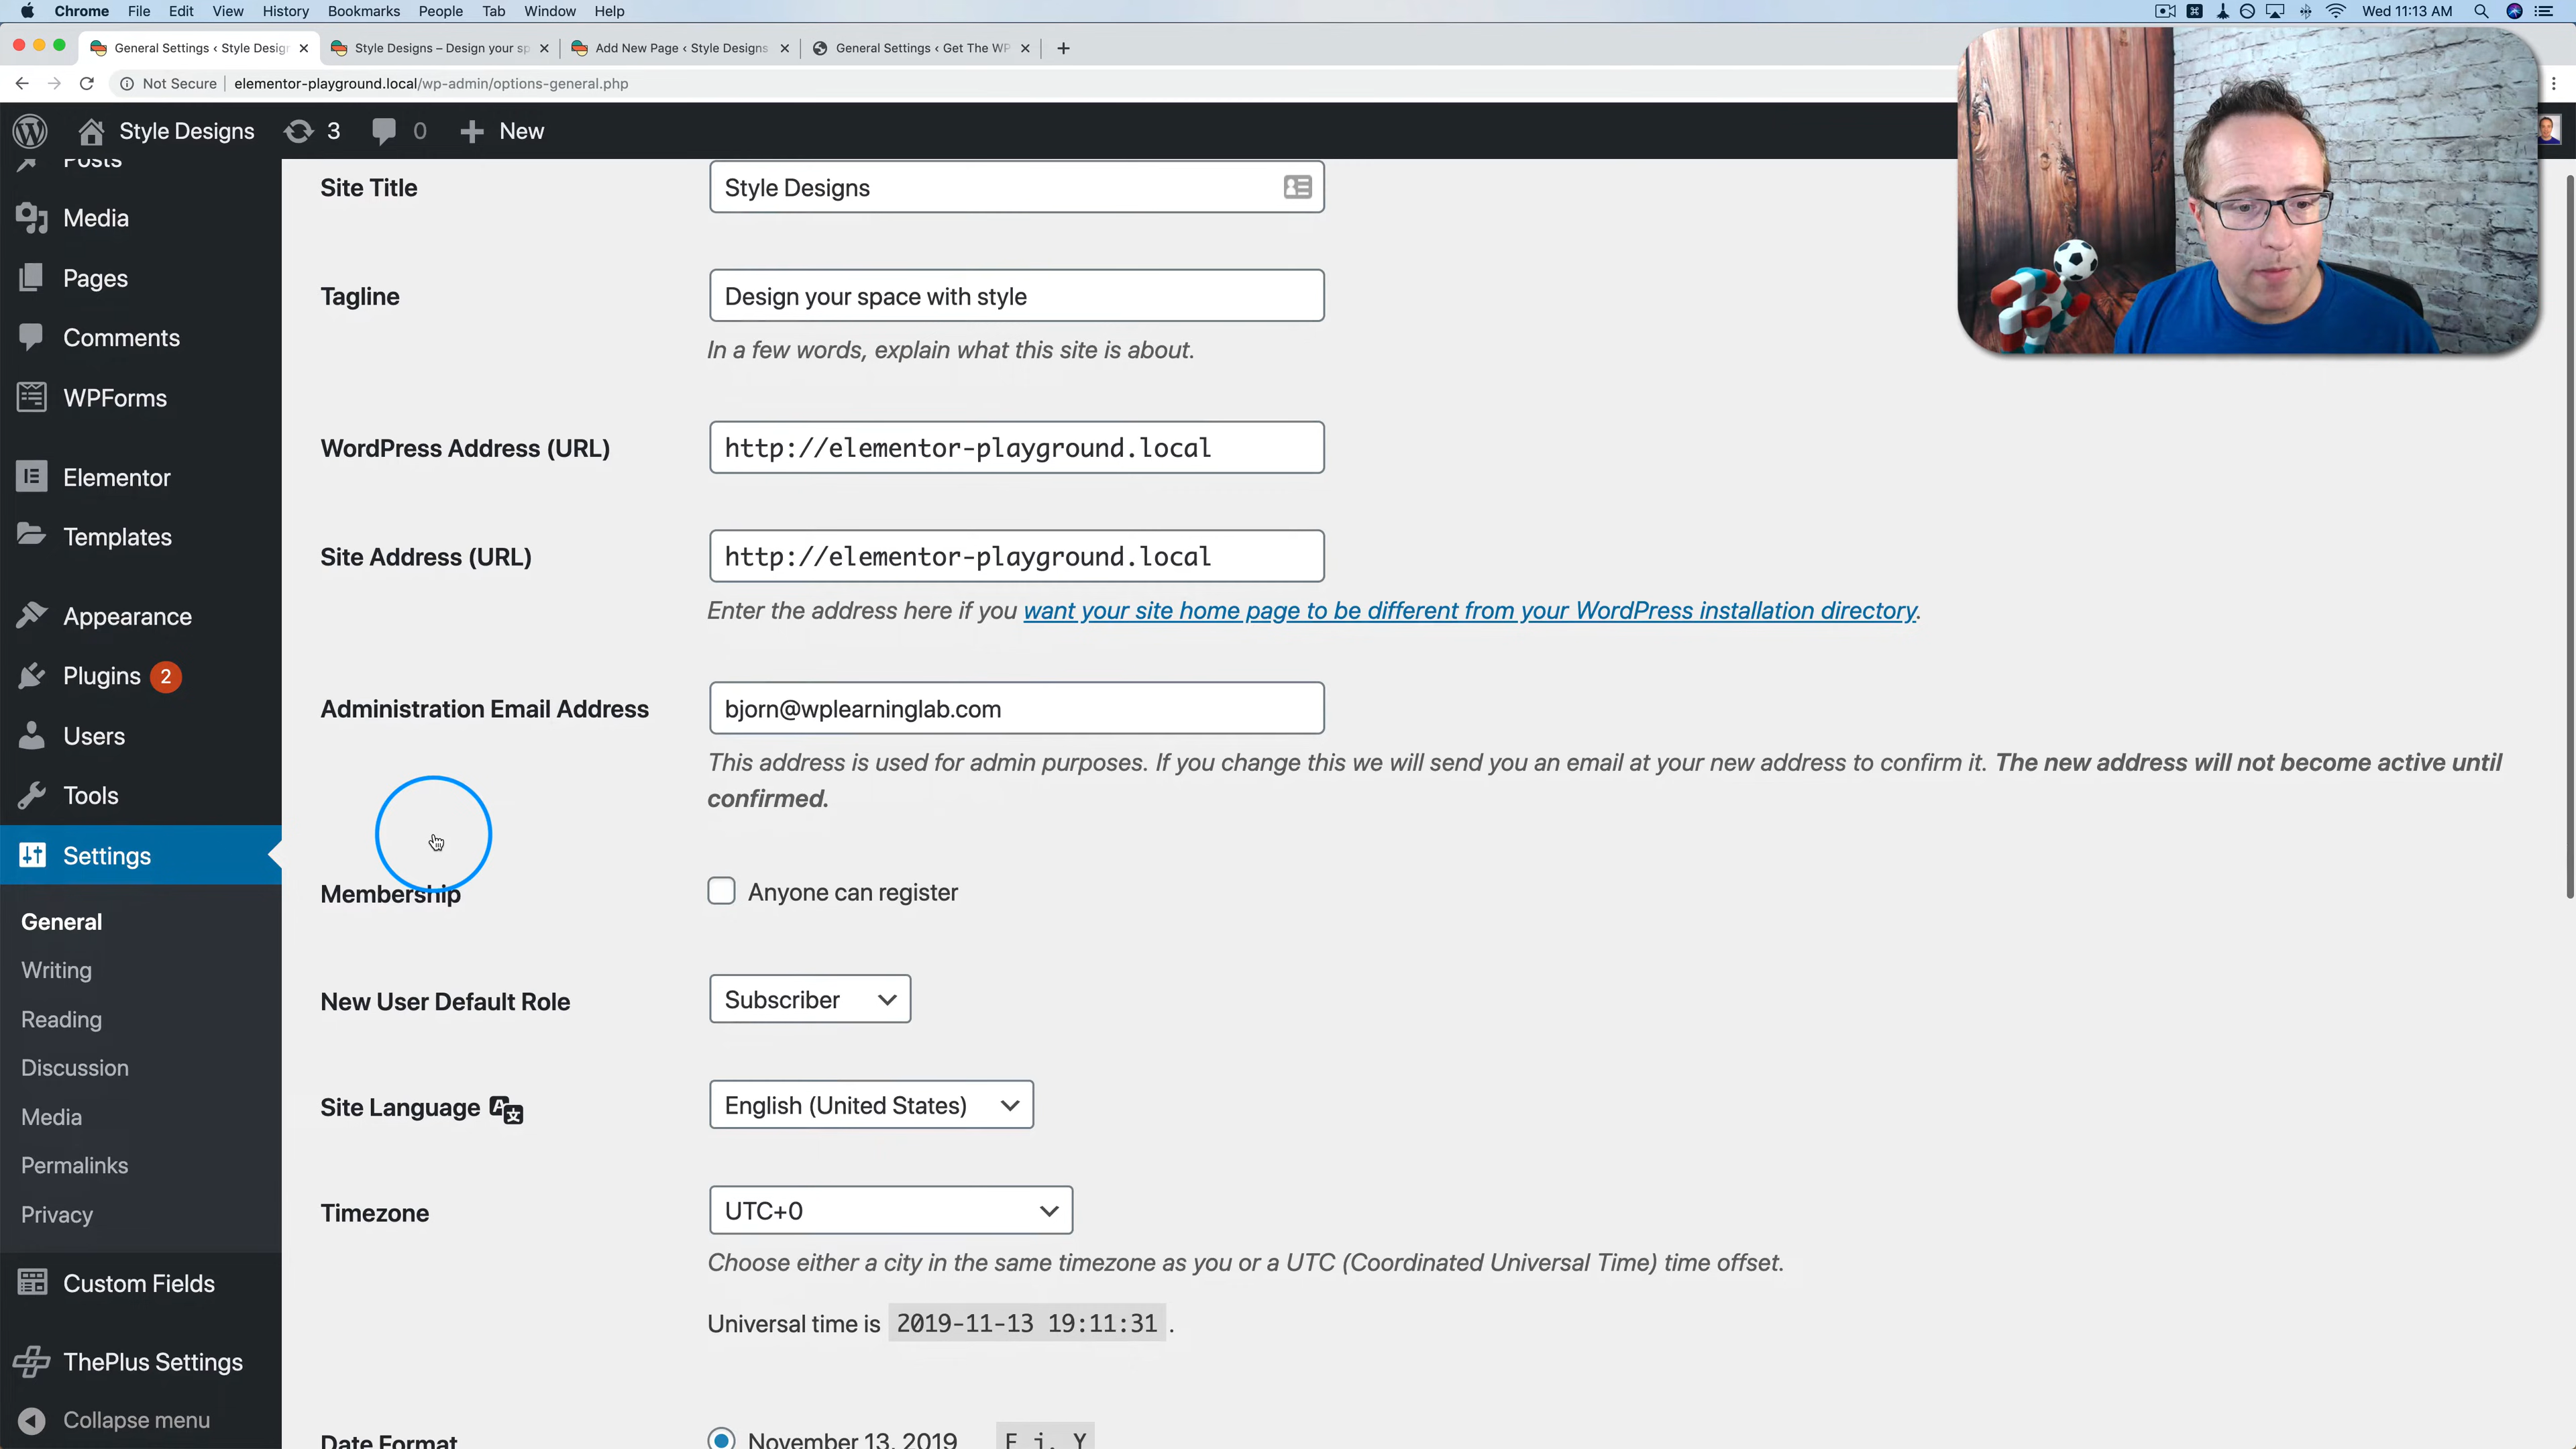 Chrome File Edit View History Bookmarks People Tab Window Help Wed 11:13 AM
General Settings ‹ Style Design Style Designs – Design your sp Add New Page ‹ Style Designs General Settings ‹ Get The WP
Not Secure elementor-playground.local/wp-admin/options-general.php
Style Designs 3 0 New
Posts
Media
Pages
Comments
WPForms
Elementor
Templates
Appearance
Plugins 2
Users
Tools
Settings
General
Writing
Reading
Discussion
Media
Permalinks
Privacy
Custom Fields
ThePlus Settings
Collapse menu
Site Title Style Designs
Tagline Design your space with style
In a few words, explain what this site is about.
WordPress Address (URL) http://elementor-playground.local
Site Address (URL) http://elementor-playground.local
Enter the address here if you want your site home page to be different from your WordPress installation directory.
Administration Email Address bjorn@wplearninglab.com
This address is used for admin purposes. If you change this we will send you an email at your new address to confirm it. The new address will not become active until
confirmed.
Membership Anyone can register
New User Default Role Subscriber
Site Language English (United States)
Timezone UTC+0
Choose either a city in the same timezone as you or a UTC (Coordinated Universal Time) time offset.
Universal time is 2019-11-13 19:11:31 .
Date Format November 13, 2019 F j, Y